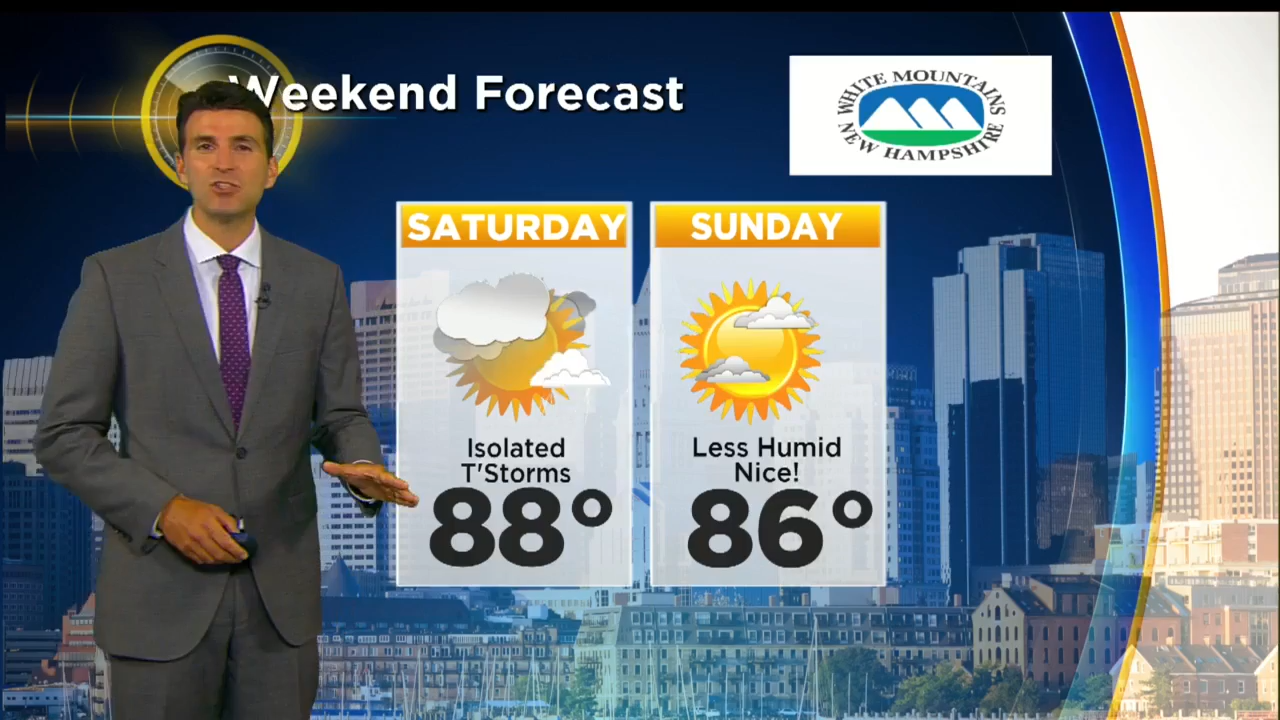 Weekend Forecast
WHITE MOUNTAINS
NEW HAMPSHIRE
SATURDAY
Isolated
T'Storms
88°
SUNDAY
Less Humid
Nice!
86°